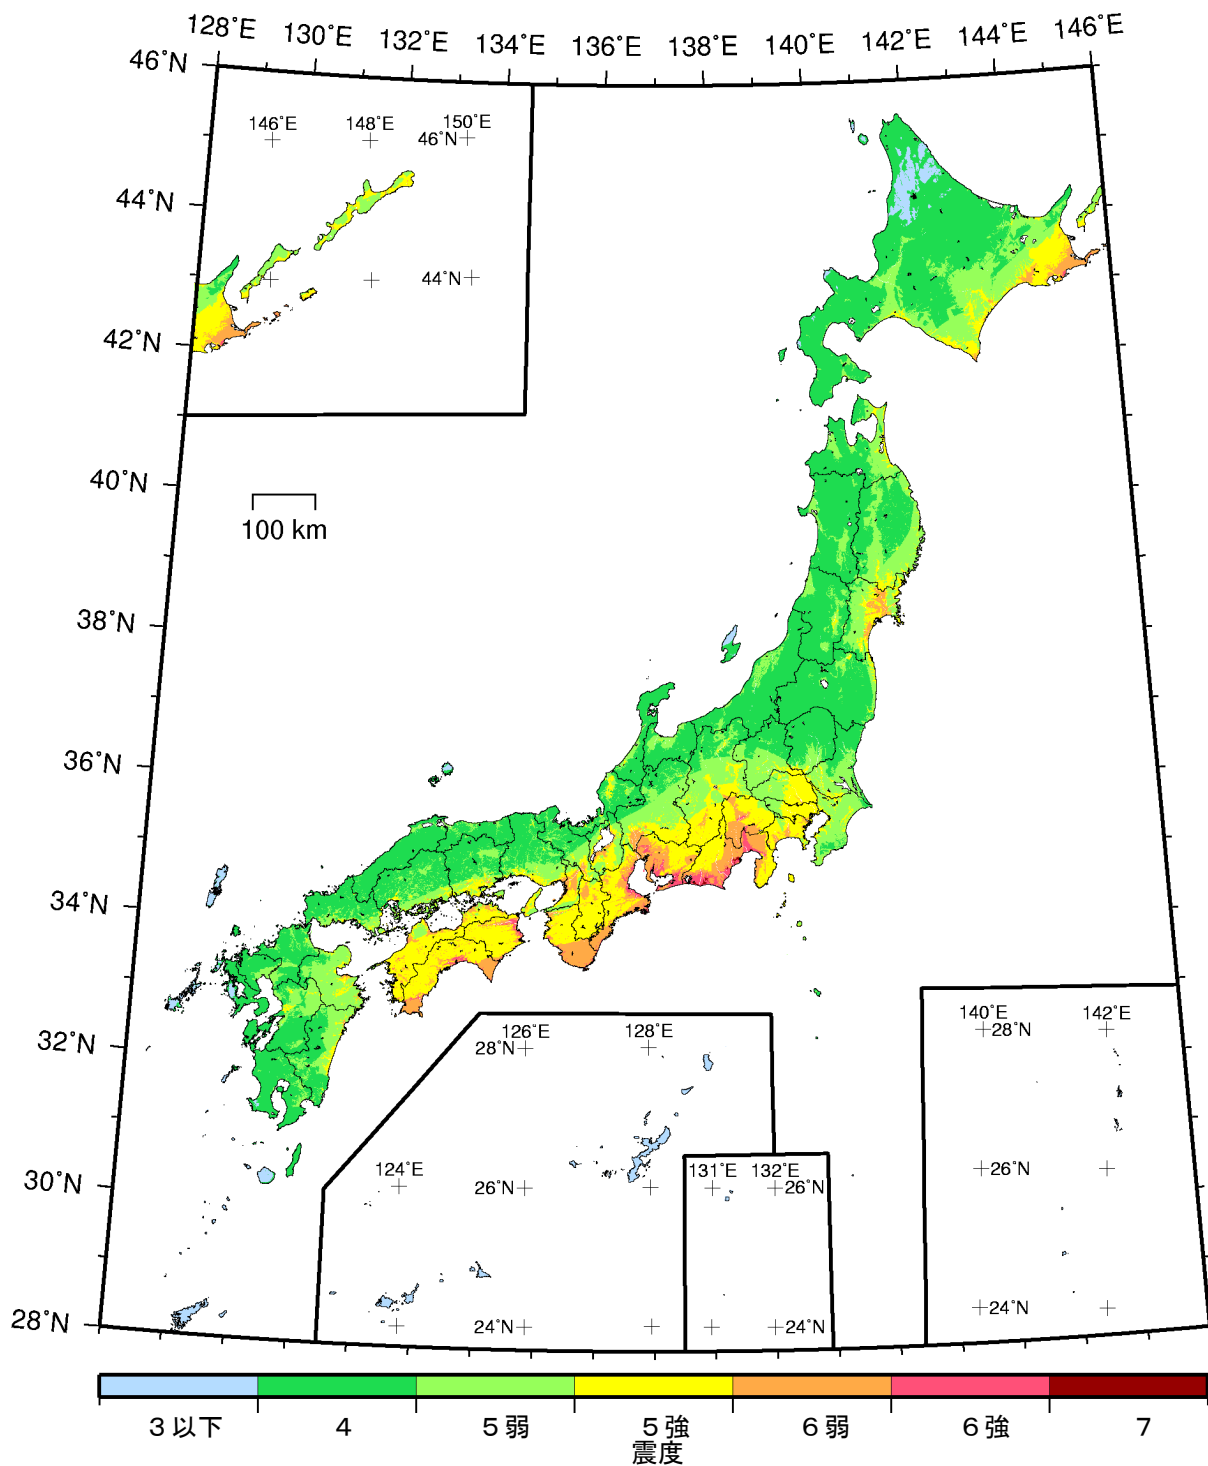 128˚E 130˚E 132˚E 134˚E 136˚E 138˚E 140˚E 142˚E 144˚E 146˚E
46˚N
146˚E 148˚E 150˚E
46˚N
44˚N
44˚N
42˚N
40˚N
100 km
38˚N
36˚N
34˚N
32˚N
126˚E 128˚E
28˚N
140˚E 142˚E
28˚N
30˚N
124˚E
26˚N
131˚E 132˚E
26˚N
26˚N
28˚N
24˚N
24˚N
24˚N
3以下 4 5弱 5強 6弱 6強 7
震度